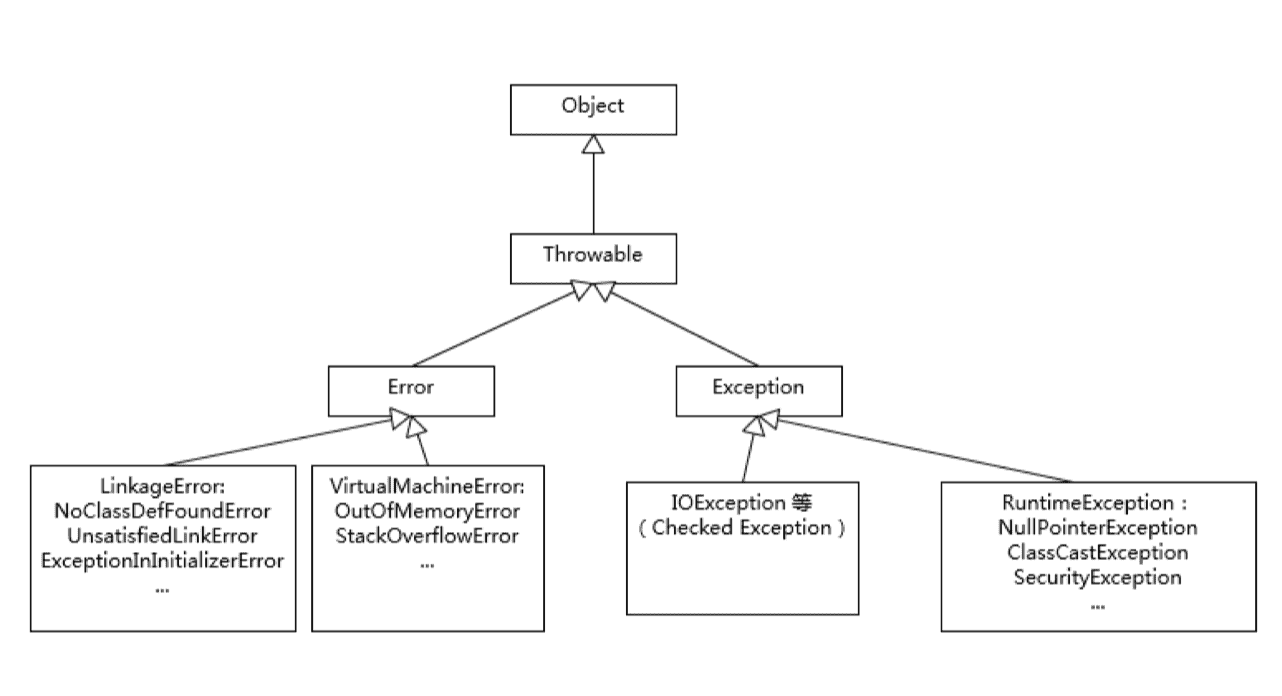 Object
Throwable
Error
Exception
LinkageError:
NoClassDefFoundError
UnsatisfiedLinkError
ExceptionInInitializerError
...
VirtualMachineError:
OutOfMemoryError
StackOverflowError
...
IOException 等
( Checked Exception )
RuntimeException :
NullPointerException
ClassCastException
SecurityException
...